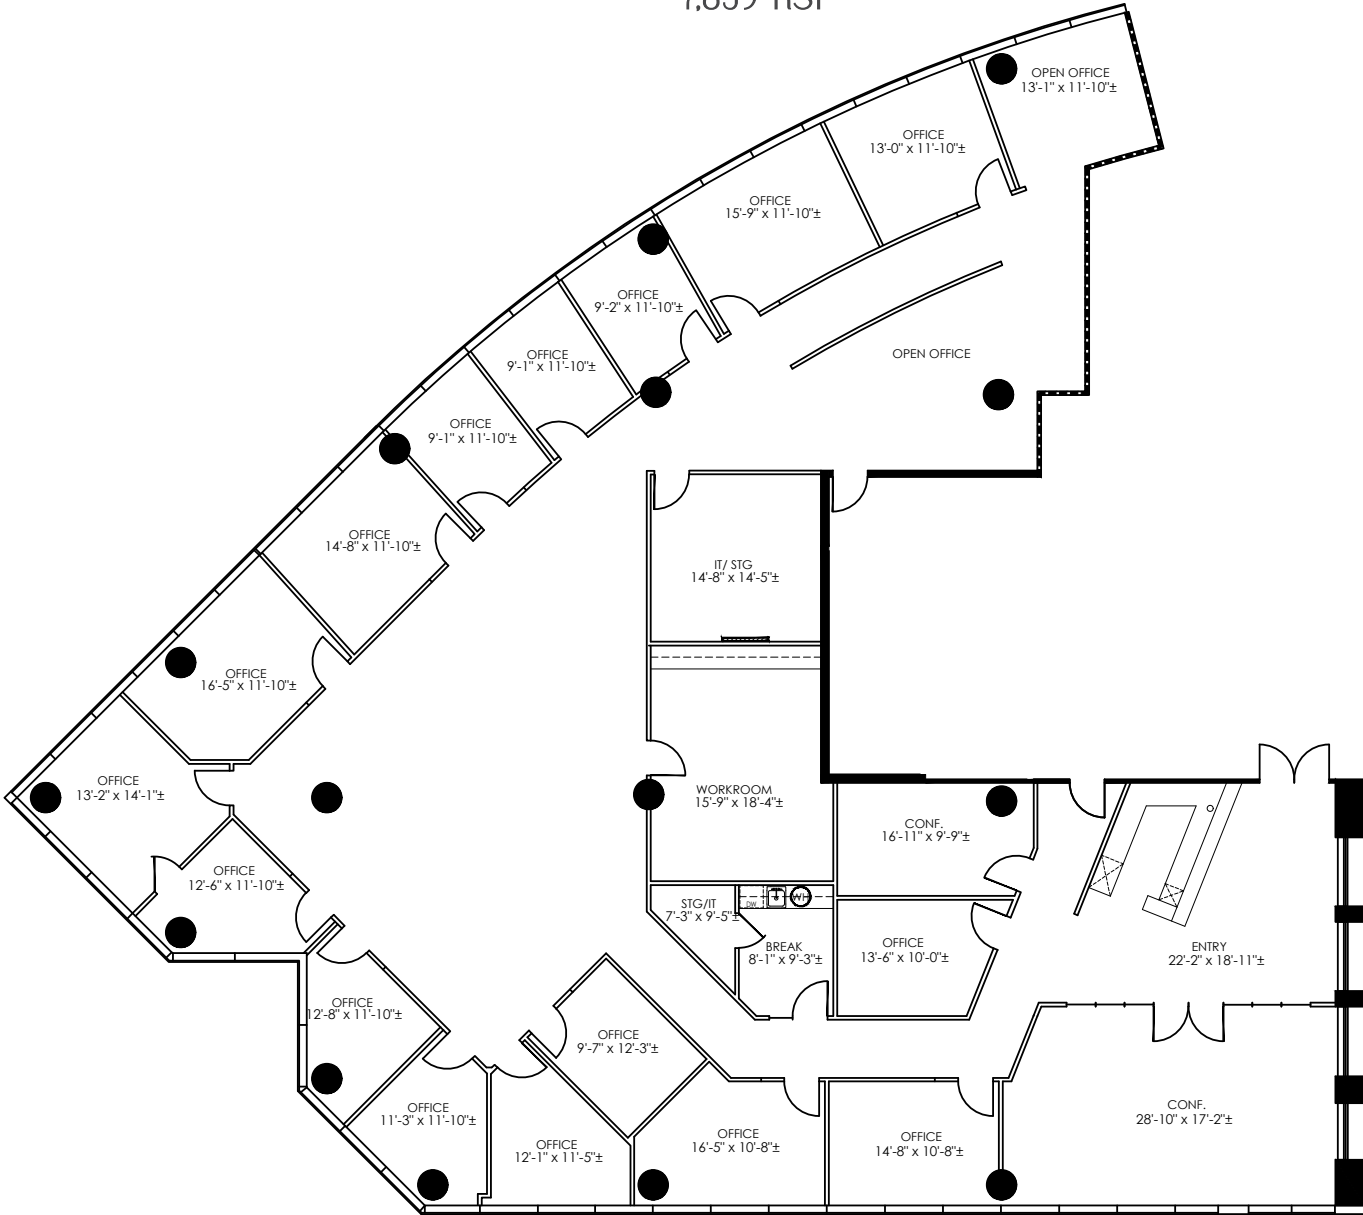 OPEN OFFICE
13'-1" x 11'-10"±
OFFICE
13'-0" x 11'-10"±
OFFICE
15'-9" x 11'-10"±
OFFICE
9'-2" x 11'-10"±
OPEN OFFICE
OFFICE
9'-1" x 11'-10"±
OFFICE
9'-1" x 11'-10"±
OFFICE
14'-8" x 11'-10"±
IT/ STG
14'-8" x 14'-5"±
OFFICE
16'-5" x 11'-10"±
OFFICE
13'-2" x 14'-1"±
WORKROOM
15'-9" x 18'-4"±
CONF.
16'-11" x 9'-9"±
OFFICE
12'-6" x 11'-10"±
DW
WH
STG/IT
7'-3" x 9'-5"±
BREAK
8'-1" x 9'-3"±
OFFICE
13'-6" x 10'-0"±
ENTRY
22'-2" x 18'-11"±
OFFICE
12'-8" x 11'-10"±
OFFICE
9'-7" x 12'-3"±
OFFICE
11'-3" x 11'-10"±
CONF.
28'-10" x 17'-2"±
OFFICE
12'-1" x 11'-5"±
OFFICE
16'-5" x 10'-8"±
OFFICE
14'-8" x 10'-8"±